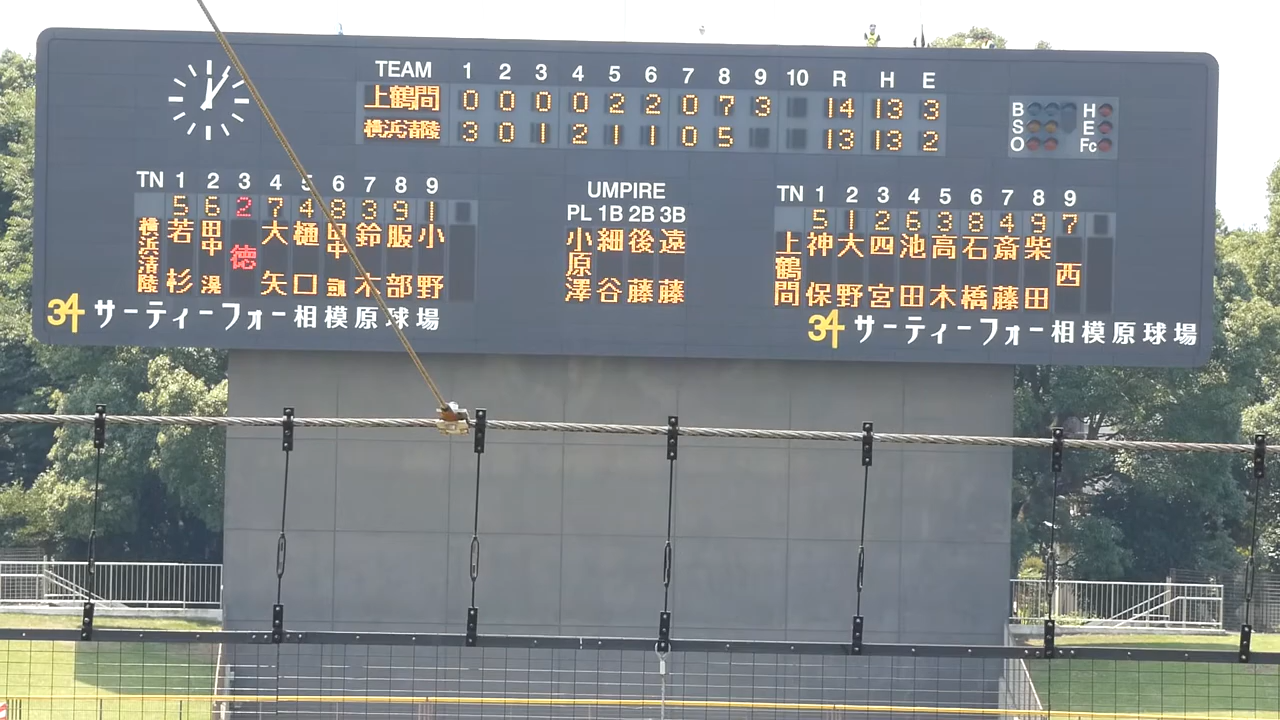 TEAM 1 2 3 4 5 6 7 8 9 10 R H E
上鶴間 0 0 0 0 2 2 0 7 3 14 13 3
横浜清陵 3 0 1 2 1 1 0 5 13 13 2
B H
S E
O Fc
TN 1 2 3 4 5 6 7 8 9
5 6 2 7 4 8 3 9 1
横浜清陵 若杉 田中湯 徳 大矢 樋口 田中 鈴木 服部 小野
UMPIRE
PL 1B 2B 3B
小原澤 細谷 後藤 遠藤
TN 1 2 3 4 5 6 7 8 9
5 1 2 6 3 8 4 9 7
上鶴間 神保 大野 四宮 池田 高木 石橋 斎藤 柴田 西
34 サーティーフォー相模原球場
34 サーティーフォー相模原球場